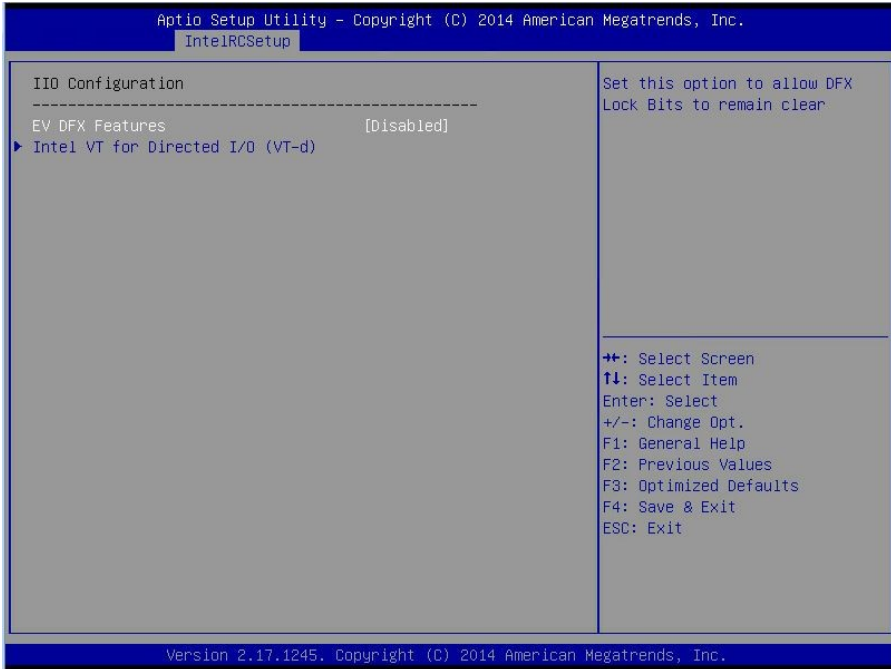 Aptio Setup Utility – Copyright (C) 2014 American Megatrends, Inc.
IntelRCSetup
IIO Configuration
--------------------------------------------------
EV DFX Features [Disabled]
▶ Intel VT for Directed I/O (VT-d)
Set this option to allow DFX
Lock Bits to remain clear
→←: Select Screen
↑↓: Select Item
Enter: Select
+/-: Change Opt.
F1: General Help
F2: Previous Values
F3: Optimized Defaults
F4: Save & Exit
ESC: Exit
Version 2.17.1245. Copyright (C) 2014 American Megatrends, Inc.